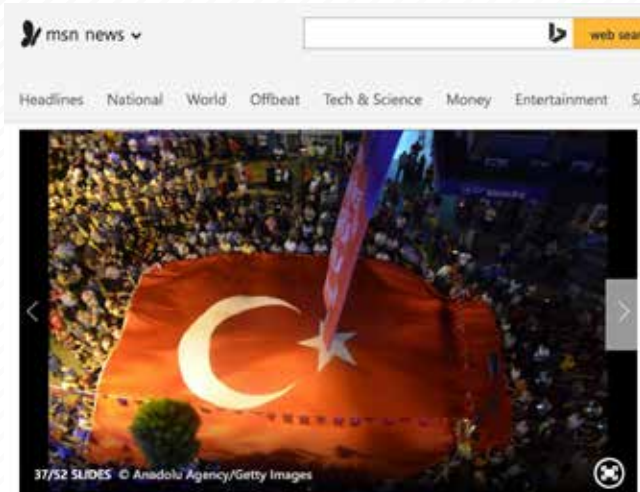 msn news
web sear
Headlines National World Offbeat Tech & Science Money Entertainment S
37/52 SLIDES © Anadolu Agency/Getty Images